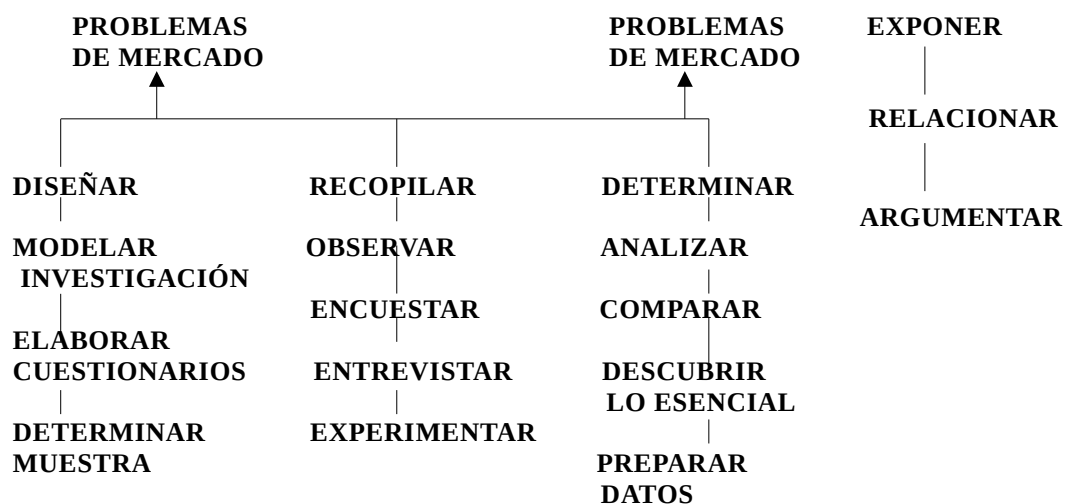 PROBLEMAS
DE MERCADO
PROBLEMAS
DE MERCADO
EXPONER
RELACIONAR
ARGUMENTAR
DISEÑAR
MODELAR
INVESTIGACIÓN
ELABORAR
CUESTIONARIOS
DETERMINAR
MUESTRA
RECOPILAR
OBSERVAR
ENCUESTAR
ENTREVISTAR
EXPERIMENTAR
DETERMINAR
ANALIZAR
COMPARAR
DESCUBRIR
LO ESENCIAL
PREPARAR
DATOS